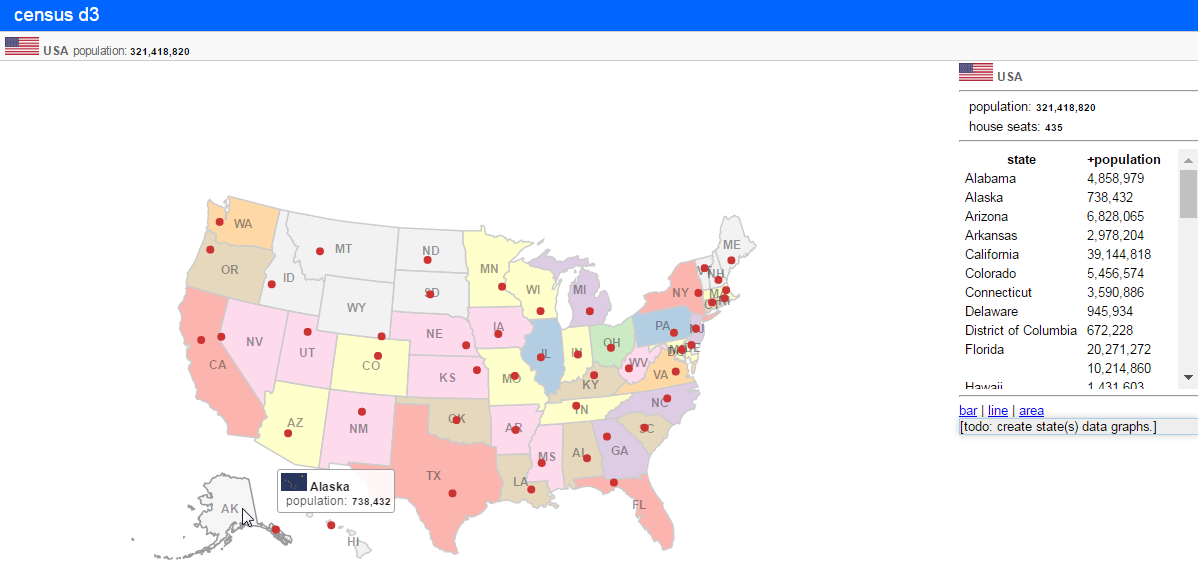 census d3
USA population: 321,418,820
USA
population: 321,418,820
house seats: 435
state +population
Alabama 4,858,979
Alaska 738,432
Arizona 6,828,065
Arkansas 2,978,204
California 39,144,818
Colorado 5,456,574
Connecticut 3,590,886
Delaware 945,934
District of Columbia 672,228
Florida 20,271,272
10,214,860
Hawaii 1,431,603
bar | line | area
[todo: create state(s) data graphs.]
WA
MT
ND
ME
OR
ID
MN
SD
WI
MI
NY
NH
WY
NV
UT
CO
NE
IA
PA
NJ
IL
IN
OH
CA
KS
MO
WV
KY
VA
AZ
NM
OK
AR
TN
NC
SC
TX
LA
MS
AL
GA
FL
AK
HI
Alaska
population: 738,432